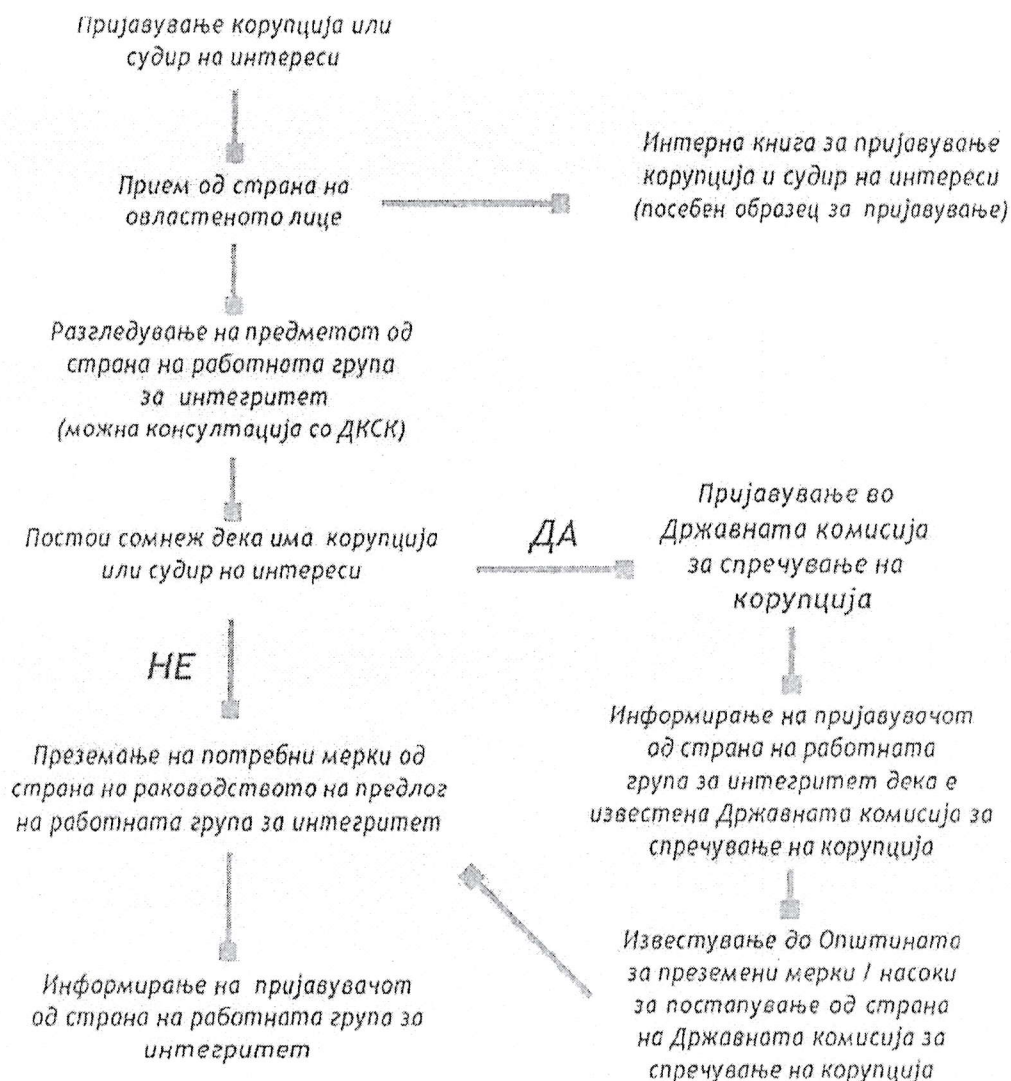 Пријавување корупција или
судир на интереси
Прием од страна на
овластеното лице
Интерна книга за пријавување
корупција и судир на интереси
(посебен образец за пријавување)
Разгледување на предметот од
страна на работната група
за интегритет
(можна консултација со ДКСК)
Постои сомнеж дека има корупција
или судир на интереси
ДА
Пријавување во
Државната комисија
за спречување на
корупција
НЕ
Преземање на потребни мерки од
страна на раководството на предлог
на работната група за интегритет
Информирање на пријавувачот
од страна на работната
група за интегритет дека е
известена Државната комисија за
спречување на корупција
Информирање на пријавувачот
од страна на работната група за
интегритет
Известување до Општината
за преземени мерки / насоки
за постапување од страна
на Државната комисија за
спречување на корупција